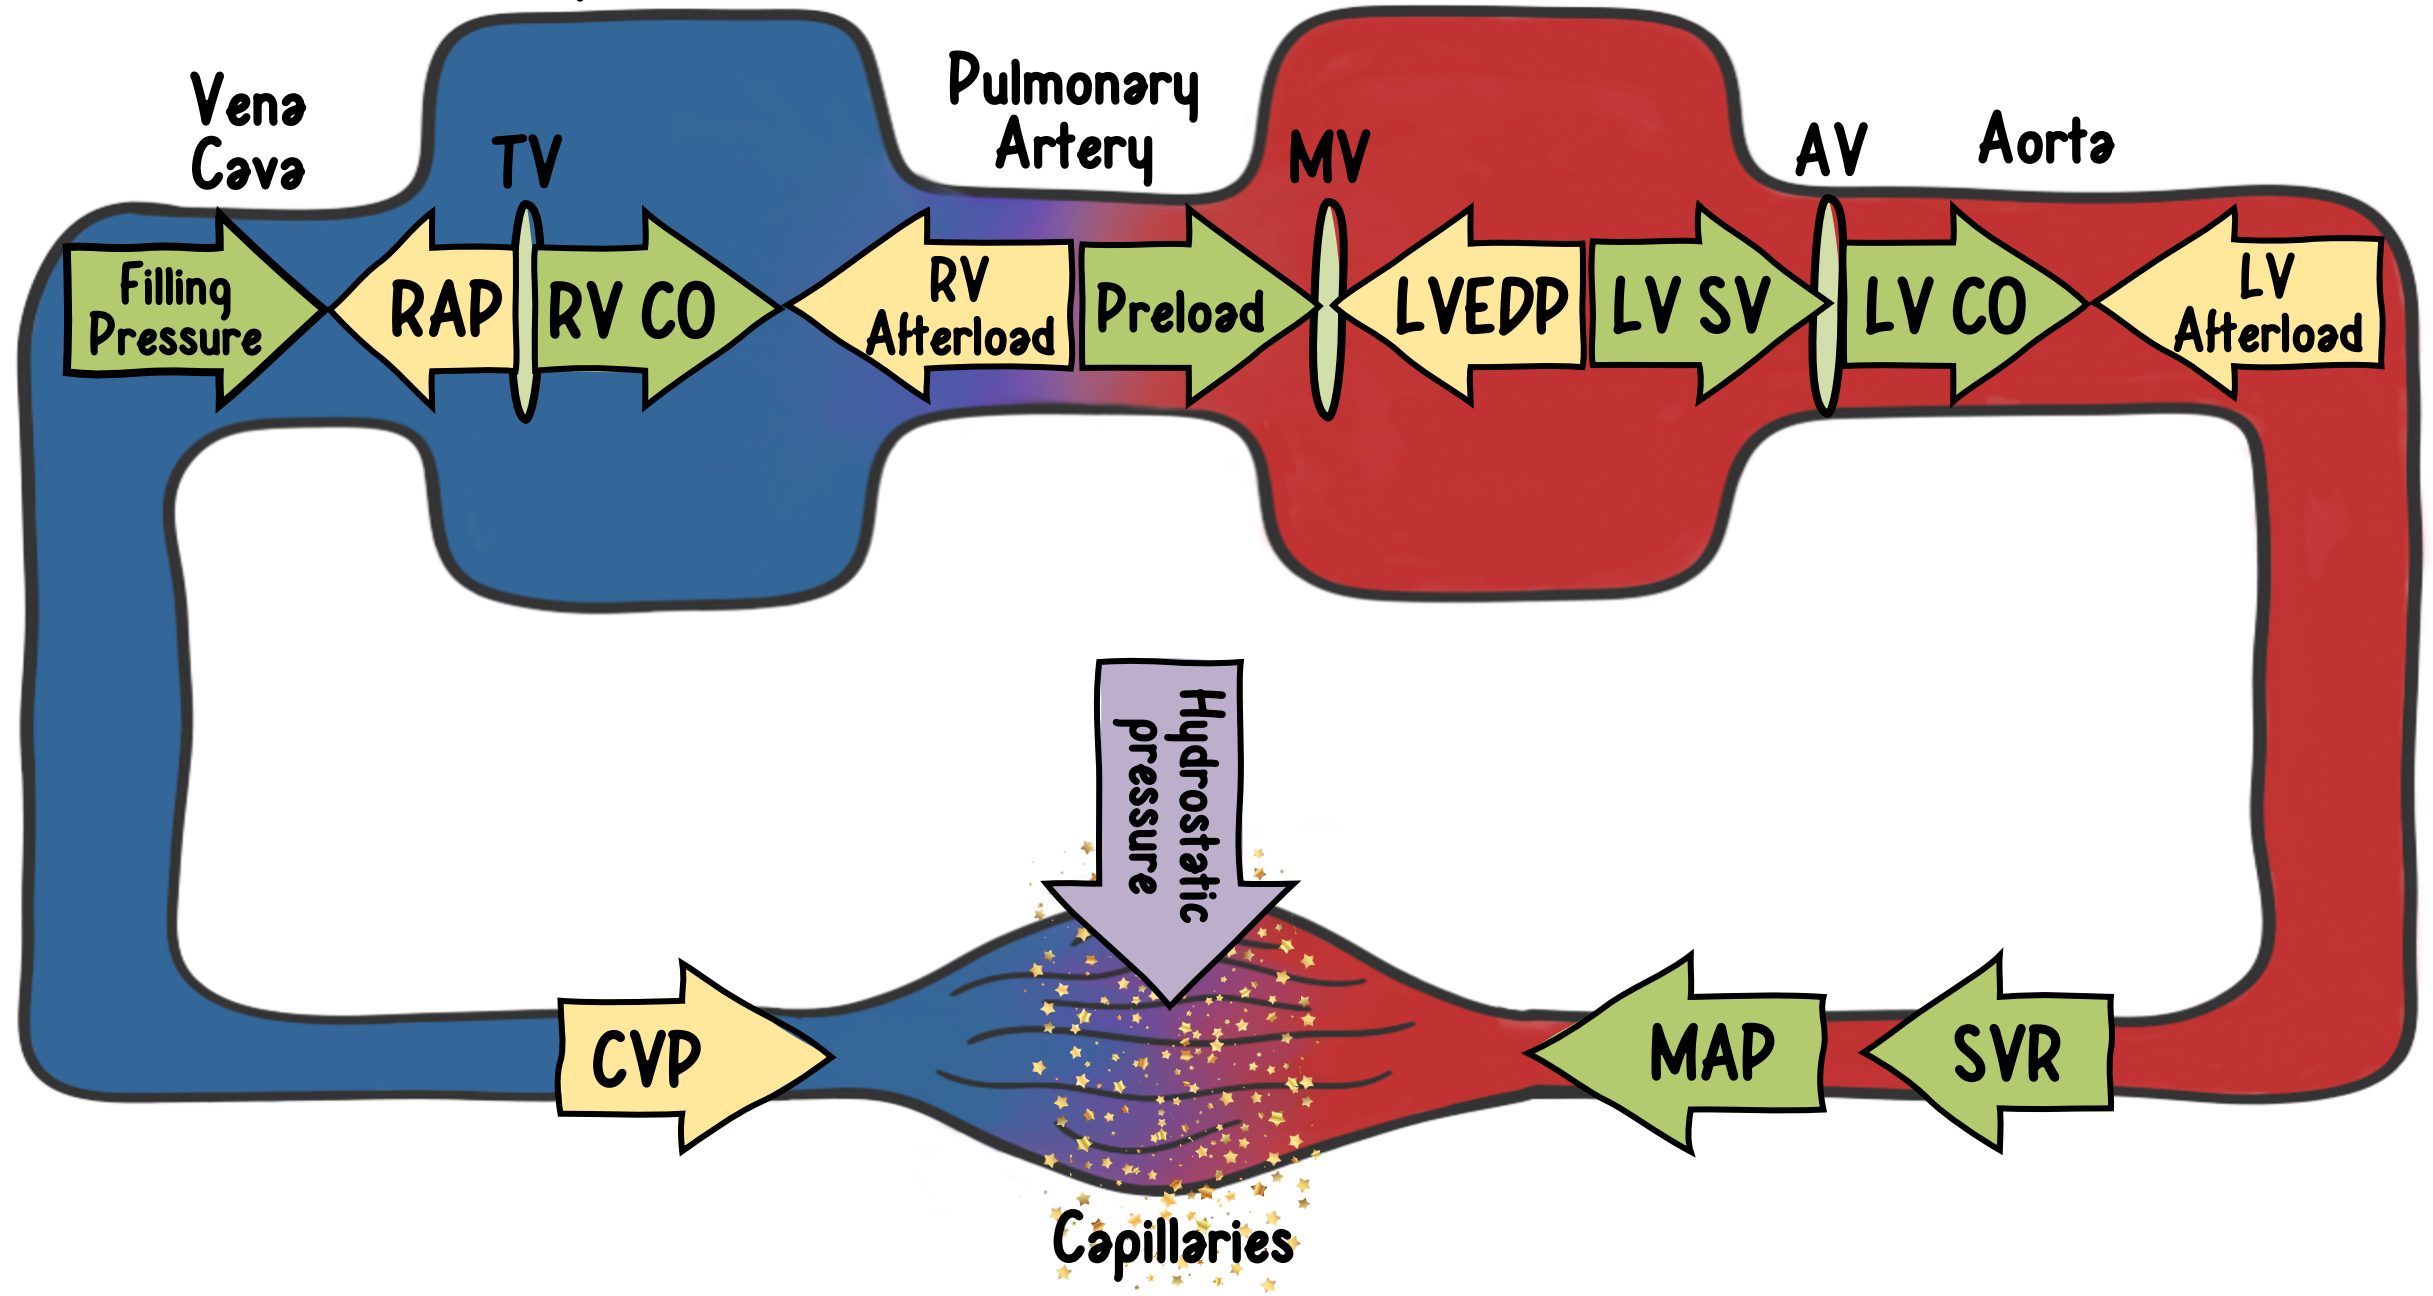 Vena
Cava
TV
Pulmonary
Artery
MV
AV
Aorta
Filling
Pressure
RAP
RV CO
RV
Afterload
Preload
LVEDP
LV SV
LV CO
LV
Afterload
Hydrostatic
pressure
CVP
MAP
SVR
Capillaries